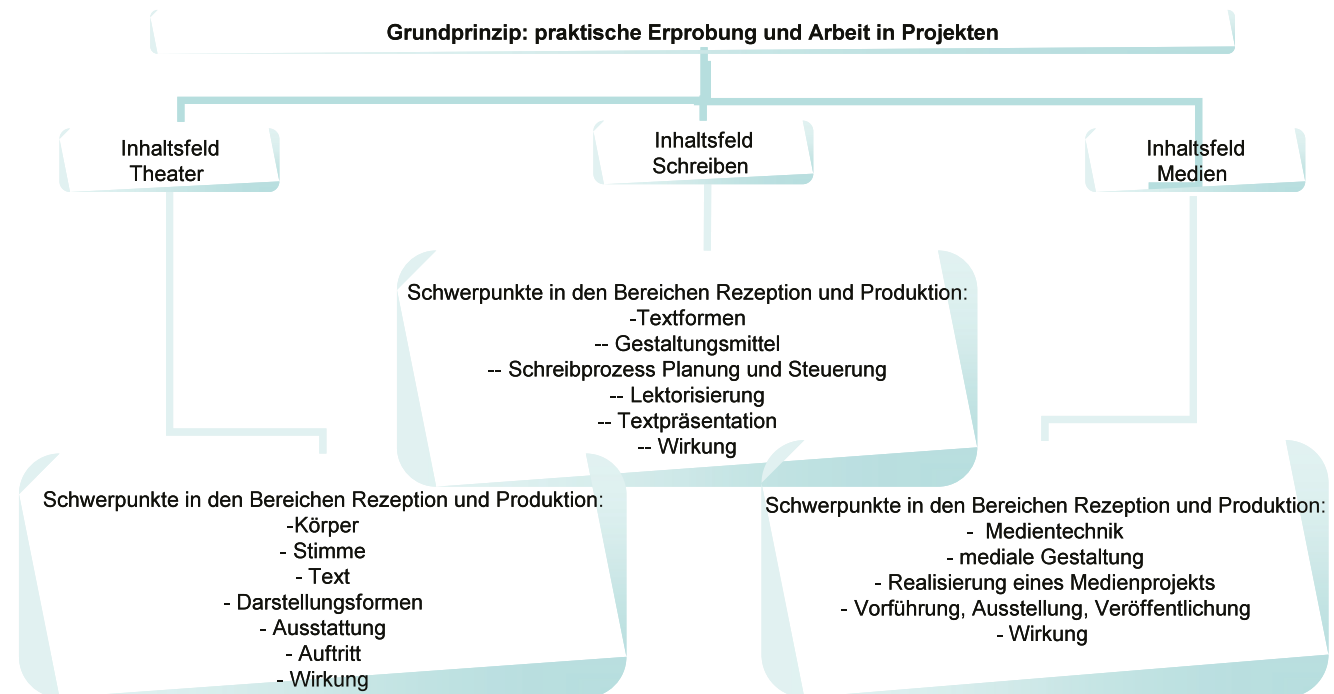 Grundprinzip: praktische Erprobung und Arbeit in Projekten
Inhaltsfeld
Theater
Inhaltsfeld
Schreiben
Inhaltsfeld
Medien
Schwerpunkte in den Bereichen Rezeption und Produktion:
-Textformen
-- Gestaltungsmittel
-- Schreibprozess Planung und Steuerung
-- Lektorisierung
-- Textpräsentation
-- Wirkung
Schwerpunkte in den Bereichen Rezeption und Produktion:
-Körper
- Stimme
- Text
- Darstellungsformen
- Ausstattung
- Auftritt
- Wirkung
Schwerpunkte in den Bereichen Rezeption und Produktion:
- Medientechnik
- mediale Gestaltung
- Realisierung eines Medienprojekts
- Vorführung, Ausstellung, Veröffentlichung
- Wirkung